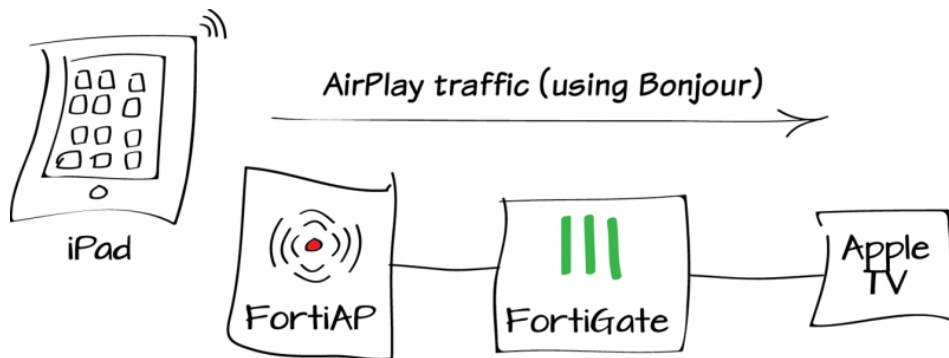 AirPlay traffic (using Bonjour)
iPad
FortiAP
FortiGate
Apple
TV